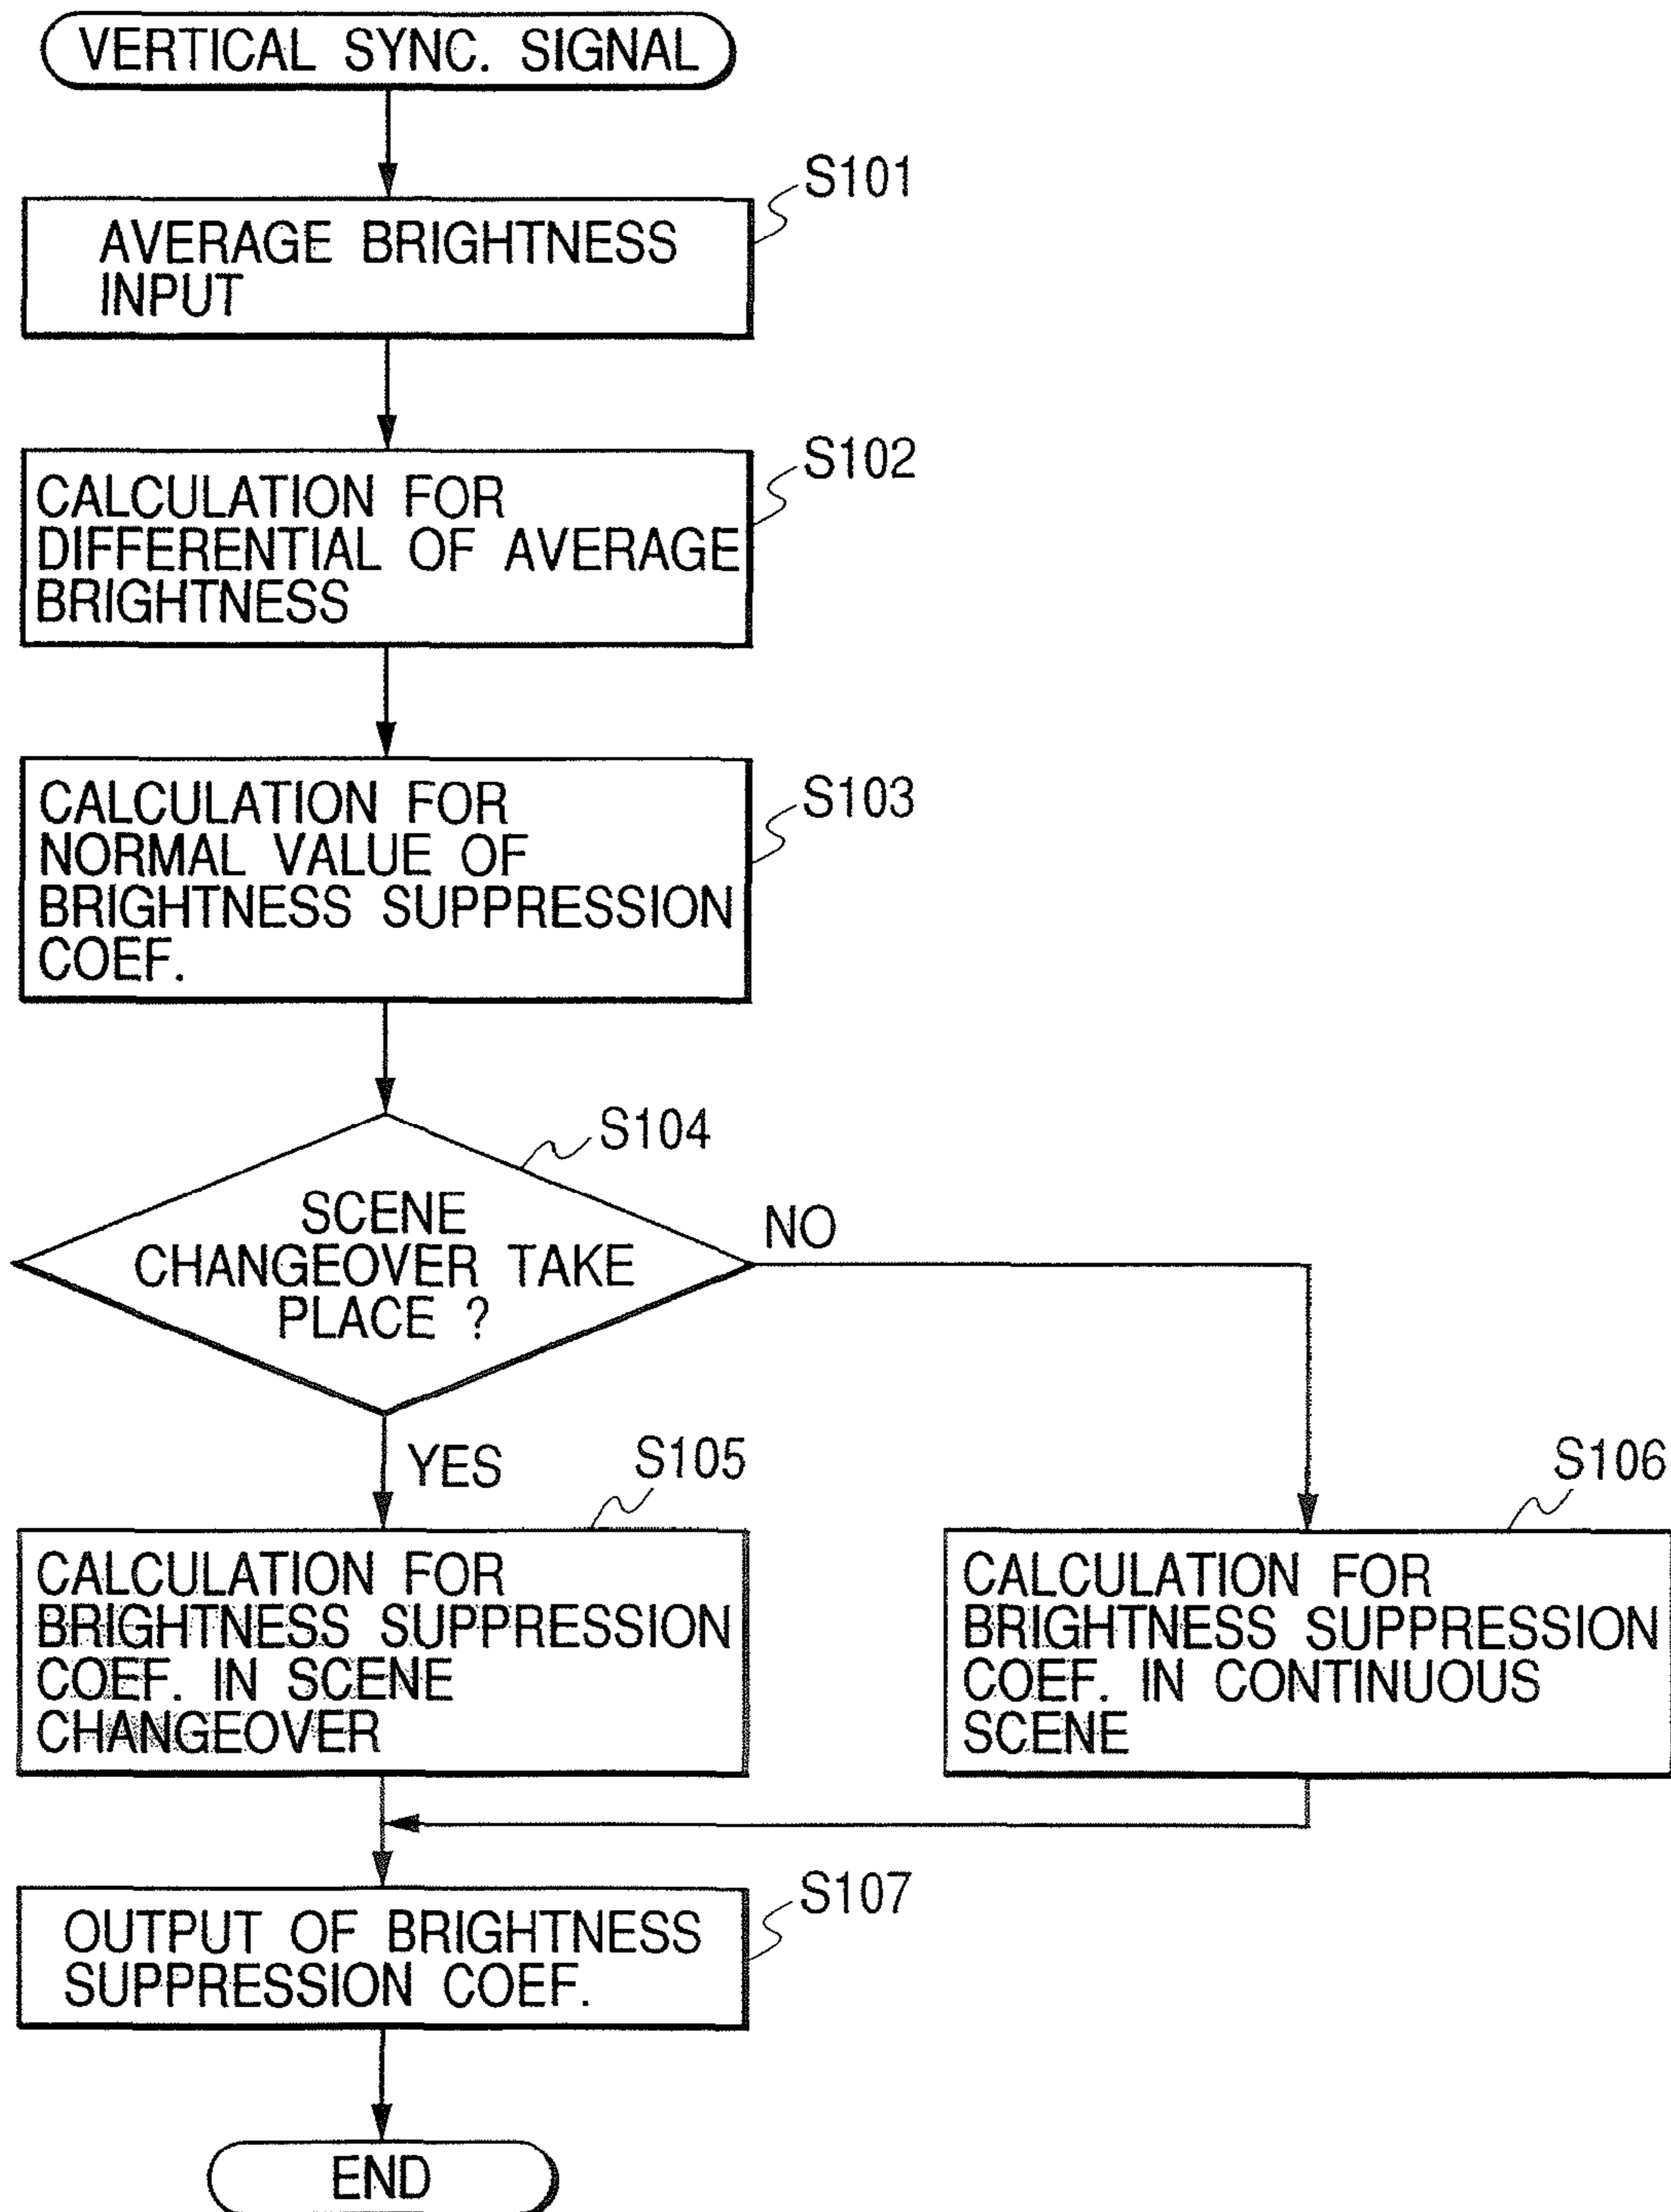 VERTICAL SYNC. SIGNAL
S101
AVERAGE BRIGHTNESS
INPUT
S102
CALCULATION FOR
DIFFERENTIAL OF AVERAGE
BRIGHTNESS
S103
CALCULATION FOR
NORMAL VALUE OF
BRIGHTNESS SUPPRESSION
COEF.
S104
SCENE
CHANGEOVER TAKE
PLACE ?
NO
YES
S105
CALCULATION FOR
BRIGHTNESS SUPPRESSION
COEF. IN SCENE
CHANGEOVER
S106
CALCULATION FOR
BRIGHTNESS SUPPRESSION
COEF. IN CONTINUOUS
SCENE
S107
OUTPUT OF BRIGHTNESS
SUPPRESSION COEF.
END